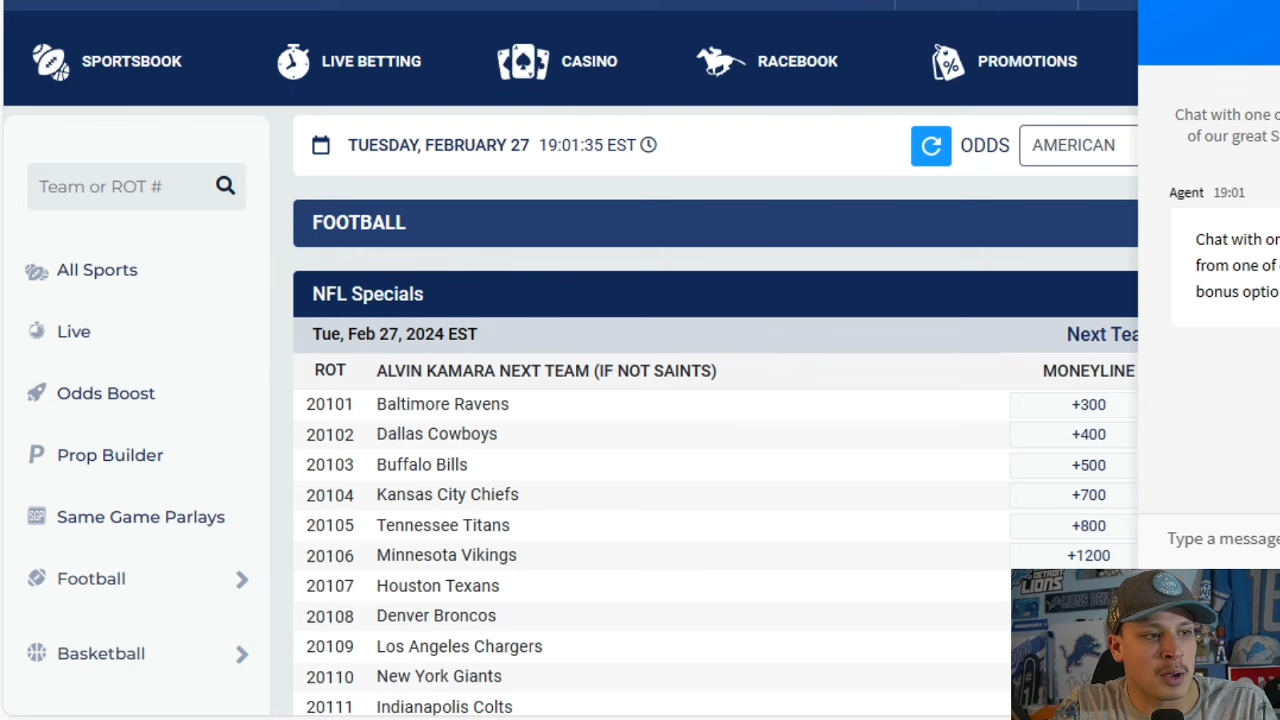 SPORTSBOOK
LIVE BETTING
CASINO
RACEBOOK
PROMOTIONS
Chat with one o
of our great S
Team or ROT #
TUESDAY, FEBRUARY 27 19:01:35 EST
ODDS
AMERICAN
Agent 19:01
FOOTBALL
Chat with or
from one of
bonus optio
All Sports
Live
Odds Boost
Prop Builder
Same Game Parlays
Football
Basketball
NFL Specials
Tue, Feb 27, 2024 EST
Next Tea
ROT ALVIN KAMARA NEXT TEAM (IF NOT SAINTS) MONEYLINE
20101 Baltimore Ravens +300
20102 Dallas Cowboys +400
20103 Buffalo Bills +500
20104 Kansas City Chiefs +700
20105 Tennessee Titans +800
20106 Minnesota Vikings +1200
20107 Houston Texans
20108 Denver Broncos
20109 Los Angeles Chargers
20110 New York Giants
20111 Indianapolis Colts
Type a message
DETROIT
LIONS